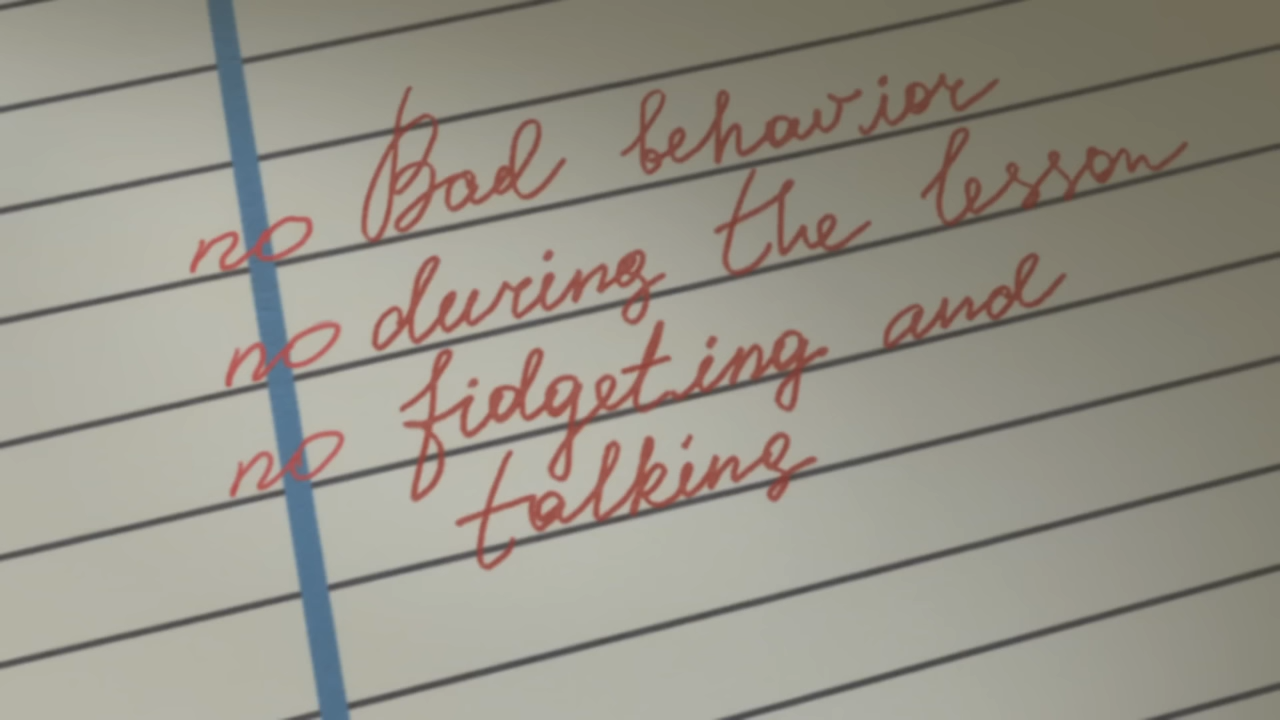 no Bad behavior
no during the lesson
no fidgeting and
talking